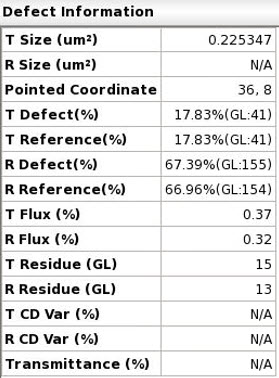 Defect Information
T Size (um²) 0.225347
R Size (um²) N/A
Pointed Coordinate 36, 8
T Defect(%) 17.83%(GL:41)
T Reference(%) 17.83%(GL:41)
R Defect(%) 67.39%(GL:155)
R Reference(%) 66.96%(GL:154)
T Flux (%) 0.37
R Flux (%) 0.32
T Residue (GL) 15
R Residue (GL) 13
T CD Var (%) N/A
R CD Var (%) N/A
Transmittance (%) N/A